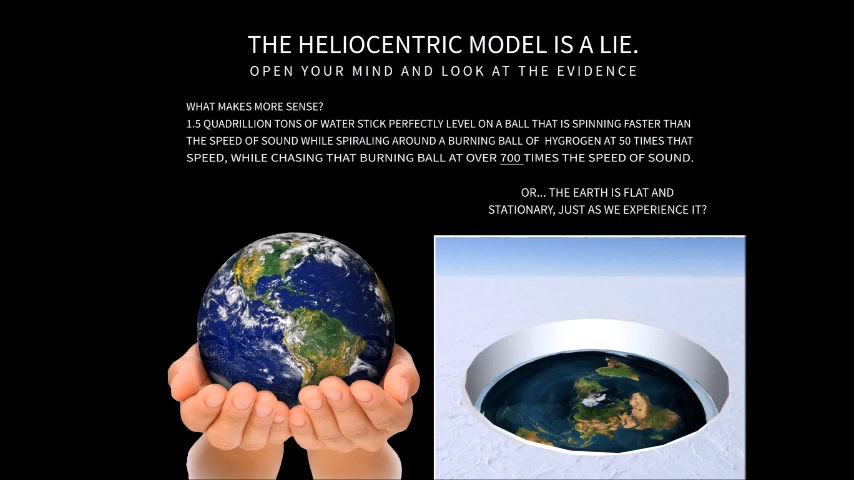 THE HELIOCENTRIC MODEL IS A LIE.
OPEN YOUR MIND AND LOOK AT THE EVIDENCE
WHAT MAKES MORE SENSE?
1.5 QUADRILLION TONS OF WATER STICK PERFECTLY LEVEL ON A BALL THAT IS SPINNING FASTER THAN
THE SPEED OF SOUND WHILE SPIRALING AROUND A BURNING BALL OF HYGROGEN AT 50 TIMES THAT
SPEED, WHILE CHASING THAT BURNING BALL AT OVER 700 TIMES THE SPEED OF SOUND.
OR... THE EARTH IS FLAT AND
STATIONARY, JUST AS WE EXPERIENCE IT?